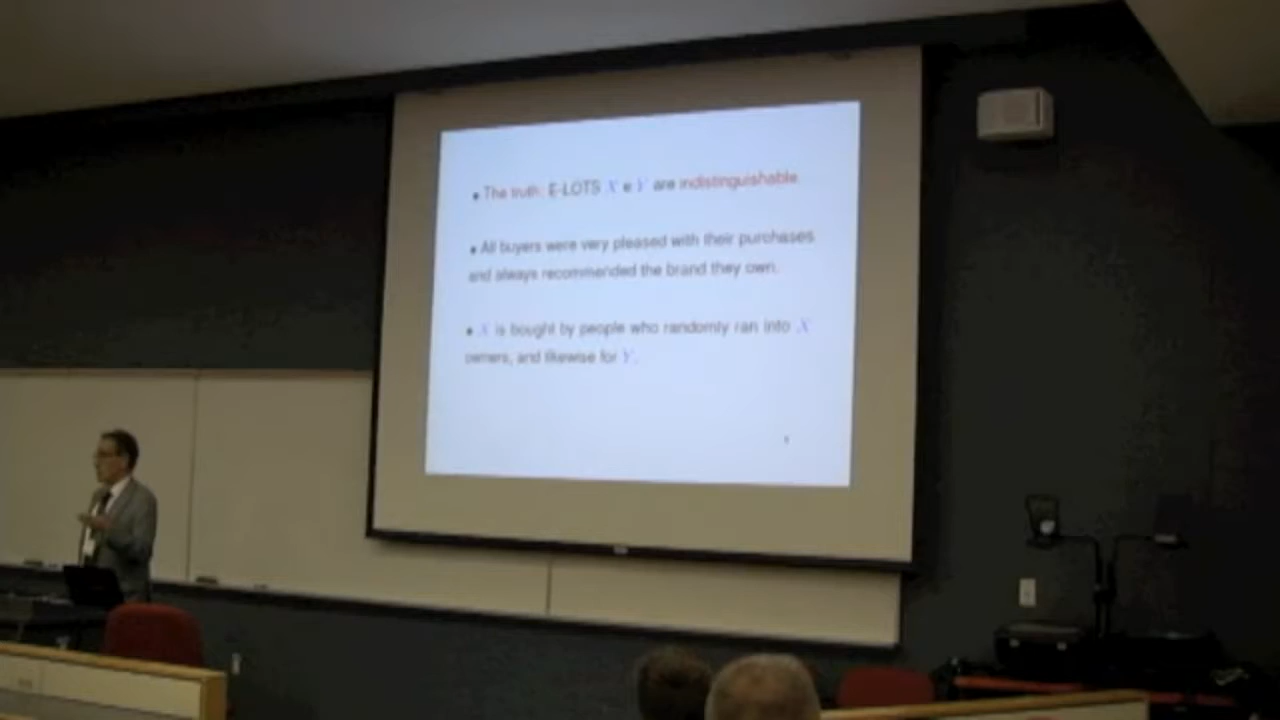 • The truth: E-LOTS X e Y are indistinguishable
• All buyers were very pleased with their purchases
and always recommended the brand they own.
• X is bought by people who randomly ran into X
owners, and likewise for Y.